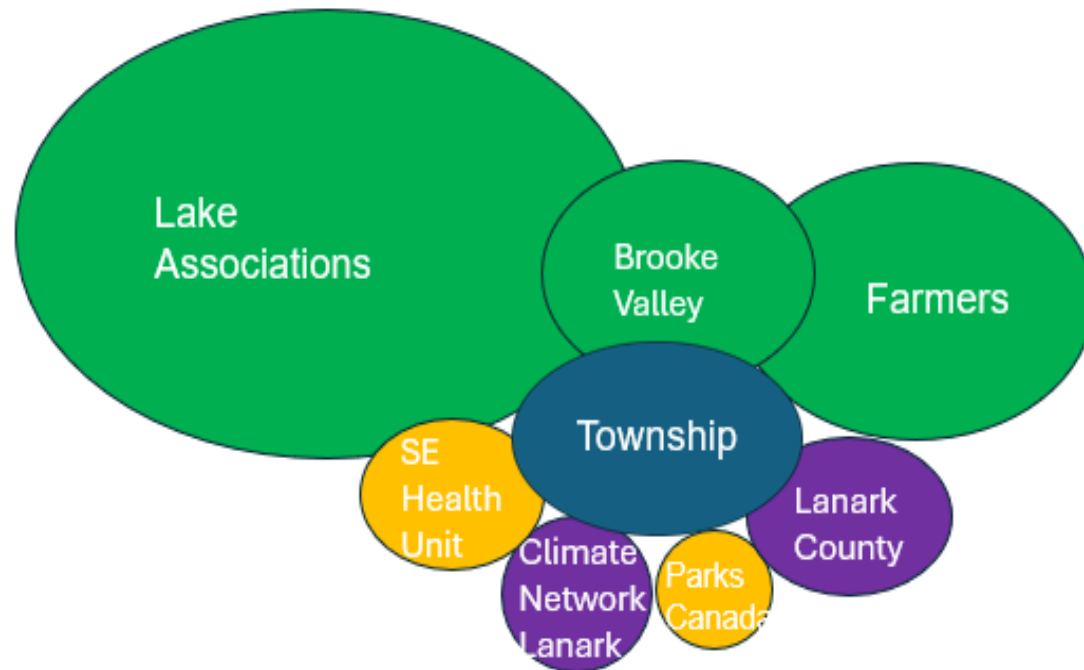 Lake
Associations
Brooke
Valley
Farmers
Township
SE
Health
Unit
Lanark
County
Climate
Network
Lanark
Parks
Canada